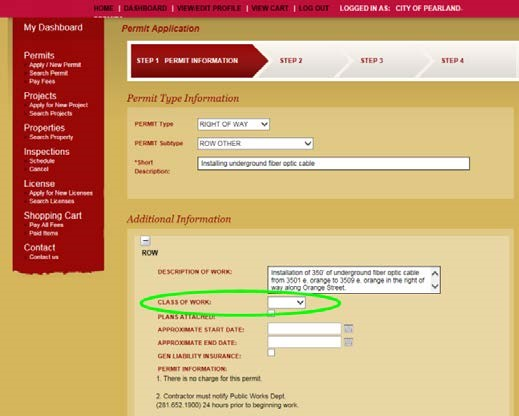 HOME | DASHBOARD | VIEW/EDIT PROFILE | VIEW CART | LOG OUT LOGGED IN AS: CITY OF PEARLAND.
My Dashboard
Permits
Apply / New Permit
Search Permit
Pay Fees
Projects
Apply for New Project
Search Projects
Properties
Search Property
Inspections
Schedule
Cancel
License
Apply for New Licenses
Search Licenses
Shopping Cart
Pay All Fees
Paid Items
Contact
Contact us
Permit Application
STEP 1 PERMIT INFORMATION STEP 2 STEP 3 STEP 4
Permit Type Information
PERMIT Type RIGHT OF WAY
PERMIT Subtype ROW OTHER
*Short Description: Installing underground fiber optic cable
Additional Information
ROW
DESCRIPTION OF WORK: Installation of 350' of underground fiber optic cable
from 3501 e. orange to 3509 e. orange in the right of
way along Orange Street.
CLASS OF WORK:
PLANS ATTACHED:
APPROXIMATE START DATE:
APPROXIMATE END DATE:
GEN LIABILITY INSURANCE:
PERMIT INFORMATION:
1. There is no charge for this permit.
2. Contractor must notify Public Works Dept.
(281.652.1900) 24 hours prior to beginning work.